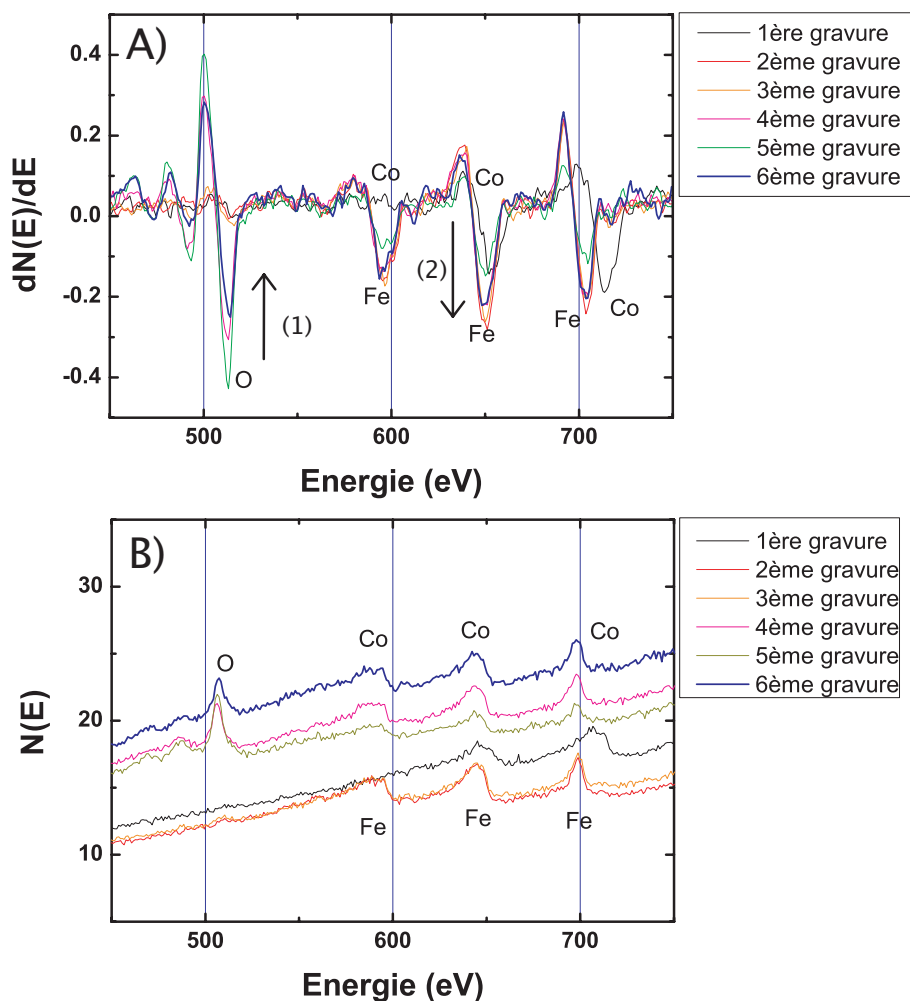 A)
dN(E)/dE
0.4
0.2
0.0
-0.2
-0.4
Co
Co
(1)
(2)
Fe
Fe
Fe
Co
O
500
600
700
Energie (eV)
1ère gravure
2ème gravure
3ème gravure
4ème gravure
5ème gravure
6ème gravure
B)
N(E)
30
20
10
O
Co
Co
Co
Fe
Fe
Fe
500
600
700
Energie (eV)
1ère gravure
2ème gravure
3ème gravure
4ème gravure
5ème gravure
6ème gravure